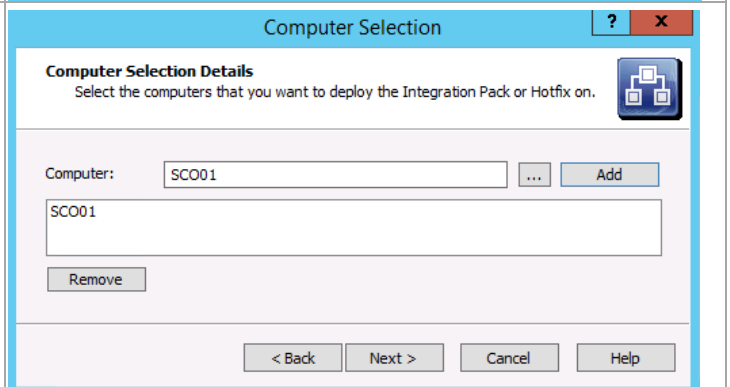 Computer Selection
? x
Computer Selection Details
Select the computers that you want to deploy the Integration Pack or Hotfix on.
Computer: SCO01 ... Add
SCO01
Remove
< Back Next > Cancel Help